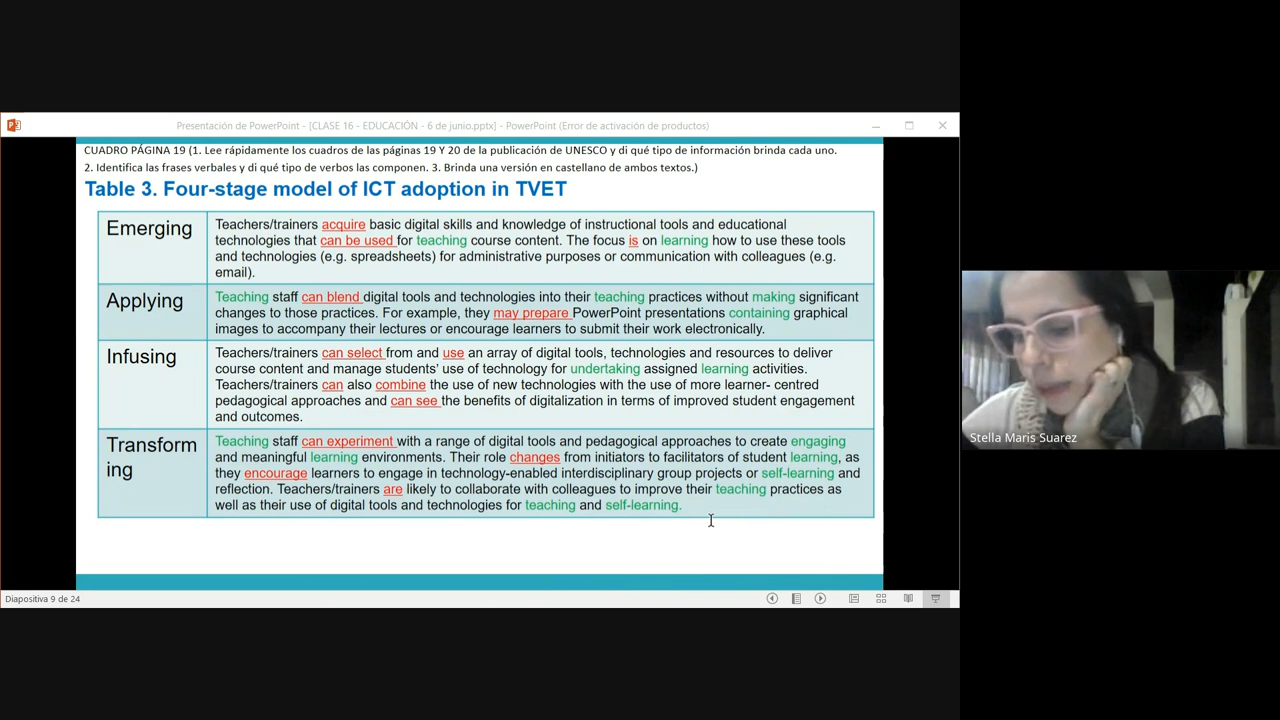 Presentación de PowerPoint - [CLASE 16 - EDUCACIÓN - 6 de junio.pptx] - PowerPoint (Error de activación de productos)
CUADRO PÁGINA 19 (1. Lee rápidamente los cuadros de las páginas 19 Y 20 de la publicación de UNESCO y di qué tipo de información brinda cada uno.
2. Identifica las frases verbales y di qué tipo de verbos las componen. 3. Brinda una versión en castellano de ambos textos.)
Table 3. Four-stage model of ICT adoption in TVET
Emerging
Teachers/trainers acquire basic digital skills and knowledge of instructional tools and educational
technologies that can be used for teaching course content. The focus is on learning how to use these tools
and technologies (e.g. spreadsheets) for administrative purposes or communication with colleagues (e.g.
email).
Applying
Teaching staff can blend digital tools and technologies into their teaching practices without making significant
changes to those practices. For example, they may prepare PowerPoint presentations containing graphical
images to accompany their lectures or encourage learners to submit their work electronically.
Infusing
Teachers/trainers can select from and use an array of digital tools, technologies and resources to deliver
course content and manage students' use of technology for undertaking assigned learning activities.
Teachers/trainers can also combine the use of new technologies with the use of more learner- centred
pedagogical approaches and can see the benefits of digitalization in terms of improved student engagement
and outcomes.
Transform
ing
Teaching staff can experiment with a range of digital tools and pedagogical approaches to create engaging
and meaningful learning environments. Their role changes from initiators to facilitators of student learning, as
they encourage learners to engage in technology-enabled interdisciplinary group projects or self-learning and
reflection. Teachers/trainers are likely to collaborate with colleagues to improve their teaching practices as
well as their use of digital tools and technologies for teaching and self-learning.
Stella Maris Suarez
Diapositiva 9 de 24